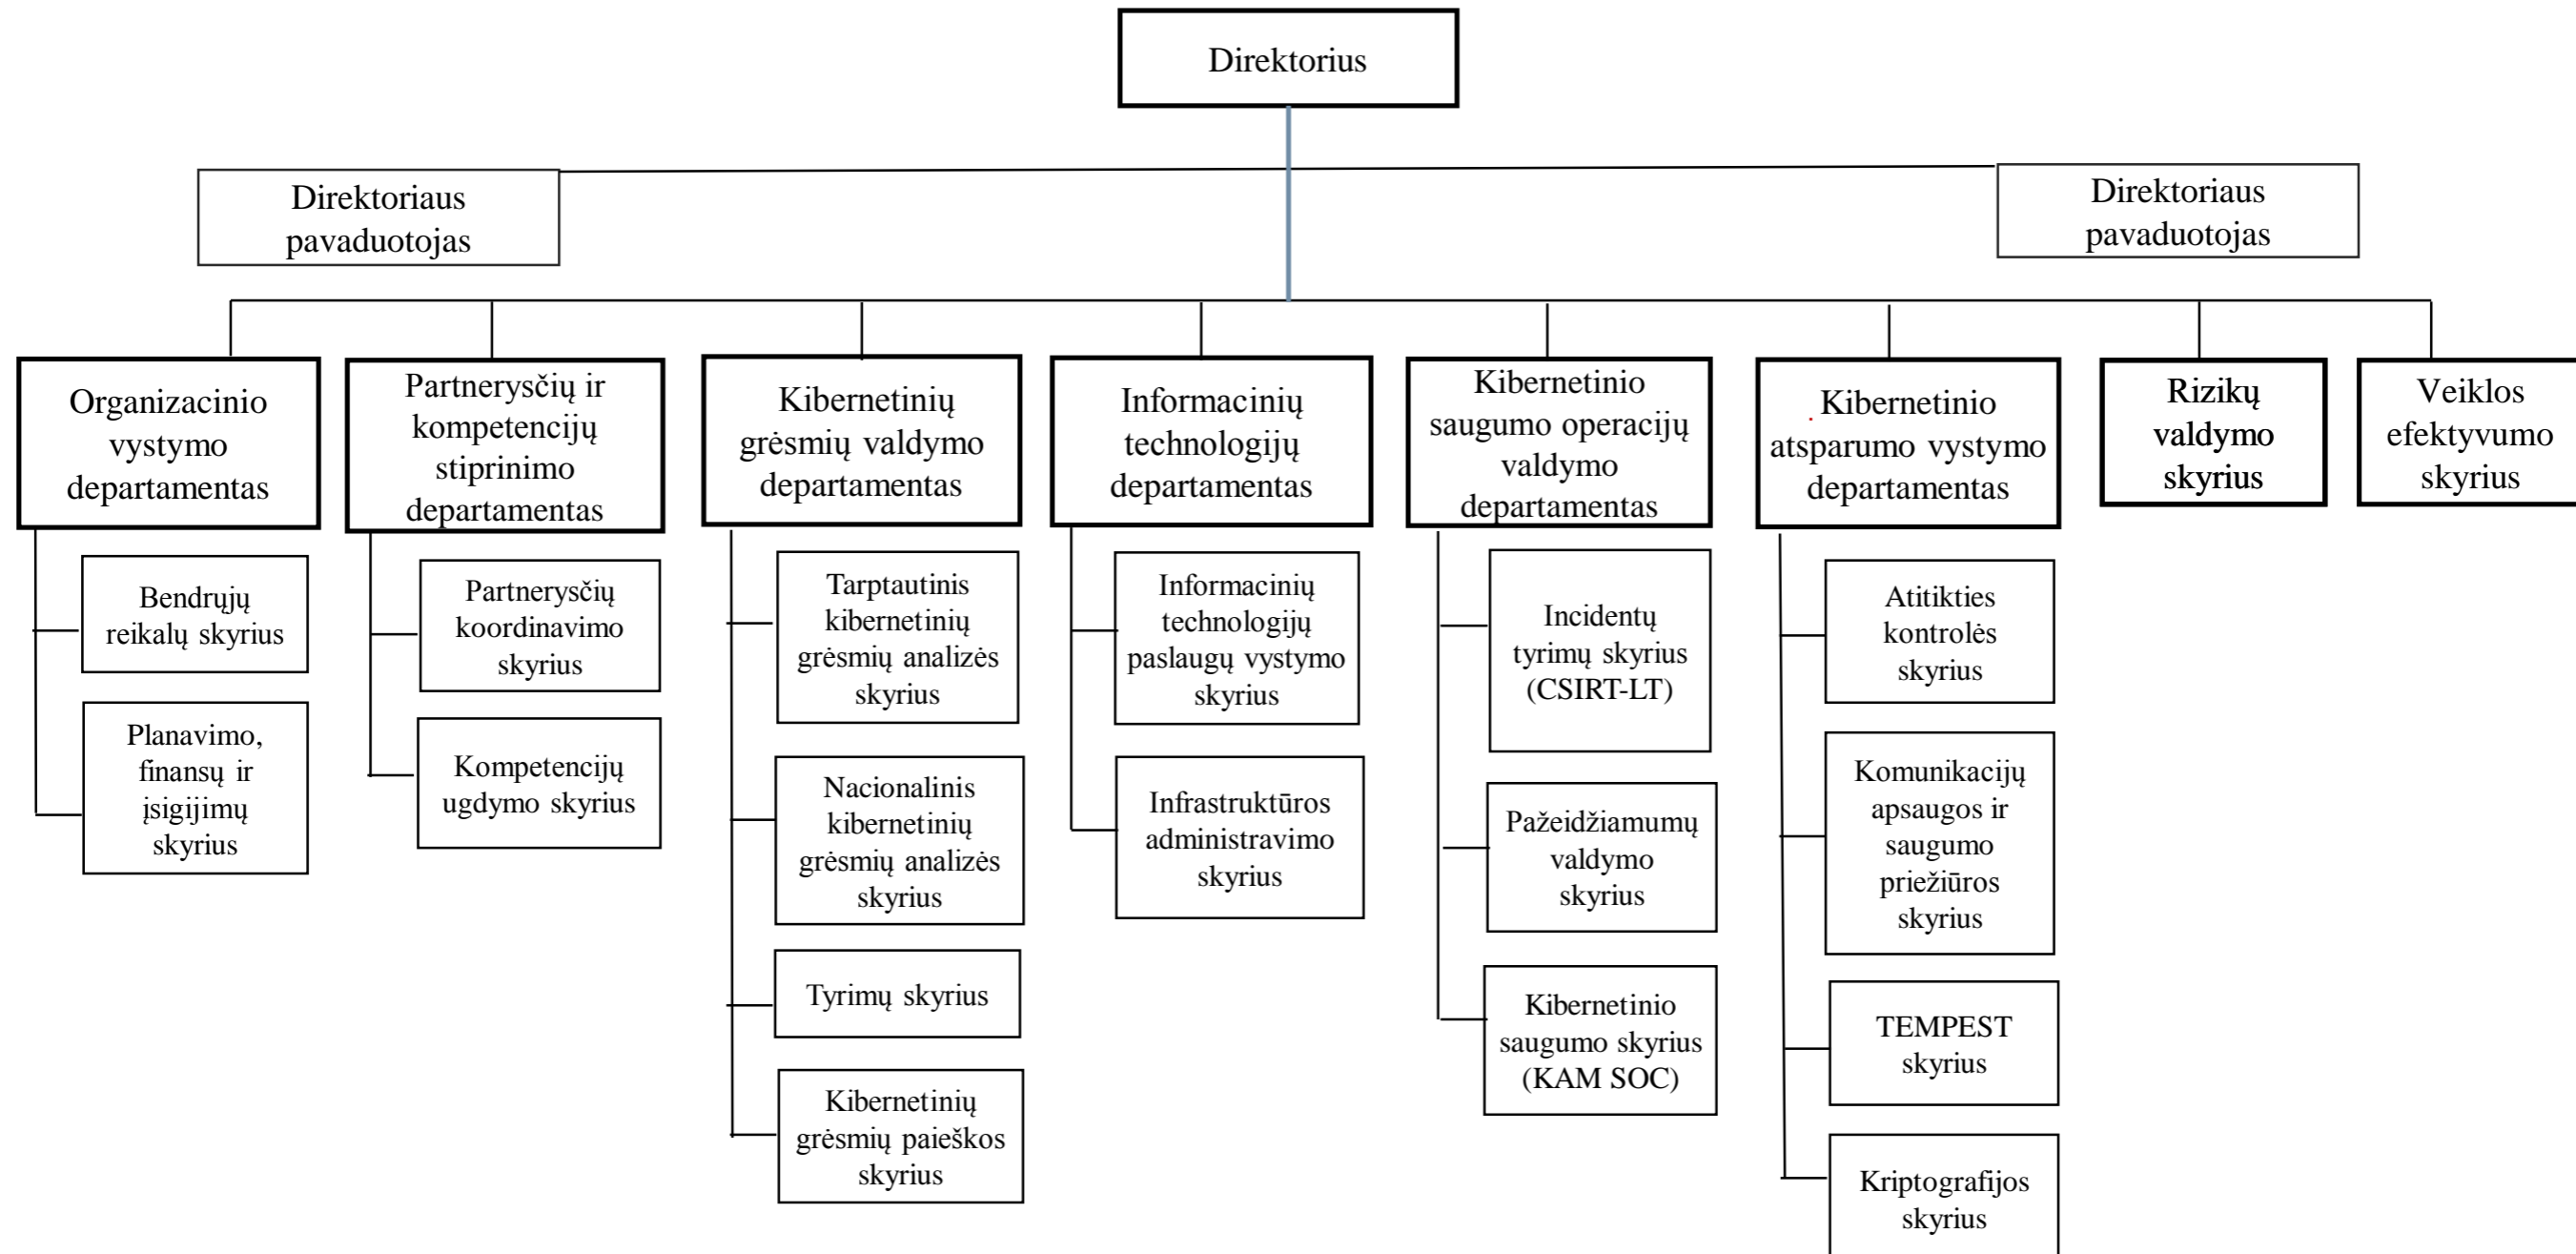 Direktorius
Direktoriaus
pavaduotojas
Direktoriaus
pavaduotojas
Organizacinio
vystymo
departamentas
Partnerysčių ir
kompetencijų
stiprinimo
departamentas
Kibernetinių
grėsmių valdymo
departamentas
Informacinių
technologijų
departamentas
Kibernetinio
saugumo operacijų
valdymo
departamentas
Kibernetinio
atsparumo vystymo
departamentas
Rizikų
valdymo
skyrius
Veiklos
efektyvumo
skyrius
Bendrųjų
reikalų skyrius
Planavimo,
finansų ir
įsigijimų
skyrius
Partnerysčių
koordinavimo
skyrius
Kompetencijų
ugdymo skyrius
Tarptautinis
kibernetinių
grėsmių analizės
skyrius
Nacionalinis
kibernetinių
grėsmių analizės
skyrius
Tyrimų skyrius
Kibernetinių
grėsmių paieškos
skyrius
Informacinių
technologijų
paslaugų vystymo
skyrius
Infrastruktūros
administravimo
skyrius
Incidentų
tyrimų skyrius
(CSIRT-LT)
Pažeidžiamumų
valdymo
skyrius
Kibernetinio
saugumo skyrius
(KAM SOC)
Atitikties
kontrolės
skyrius
Komunikacijų
apsaugos ir
saugumo
priežiūros
skyrius
TEMPEST
skyrius
Kriptografijos
skyrius